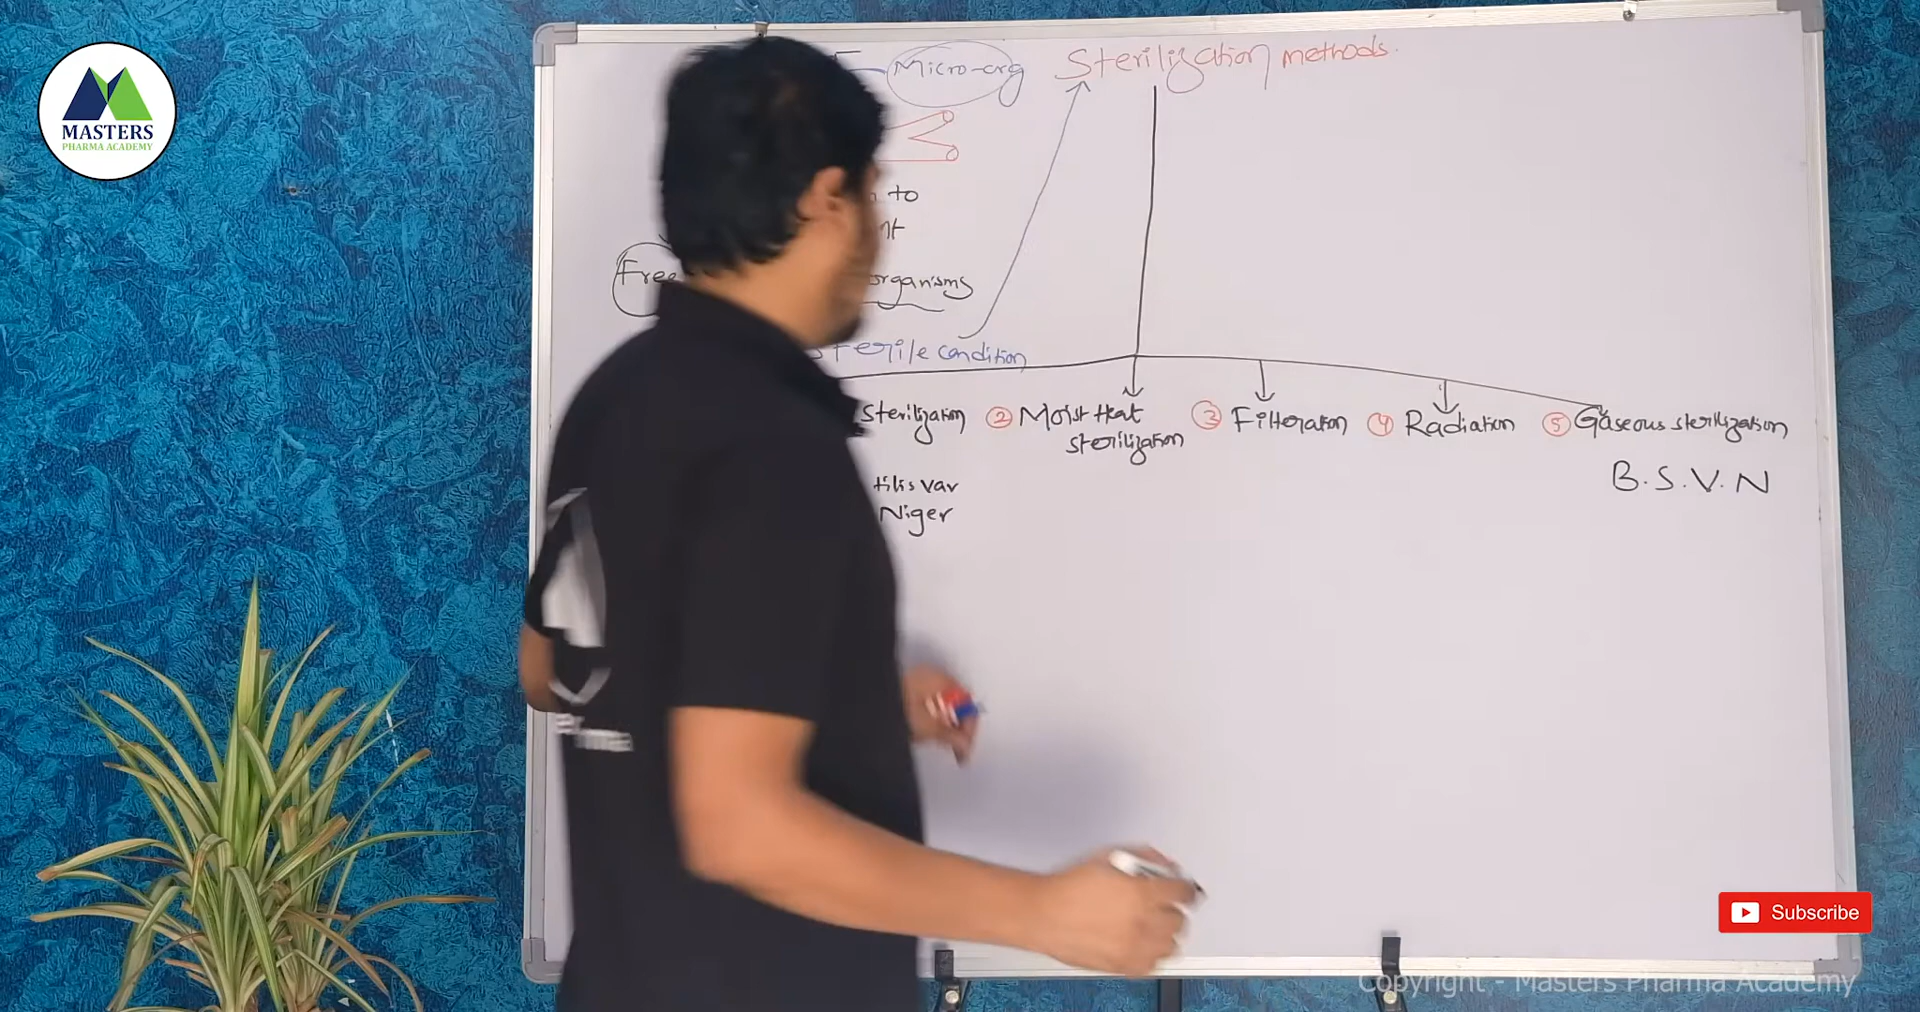 MASTERS
PHARMA ACADEMY
Micro-org
Sterilization methods.
to
Free
organisms
Sterile condition
Sterilization
② Moist Heat
sterilization
③ Filteration
④ Radiation
⑤ Gaseous sterilization
B.S.V.N
tilis var
Niger
Subscribe
Copyright - Masters Pharma Academy